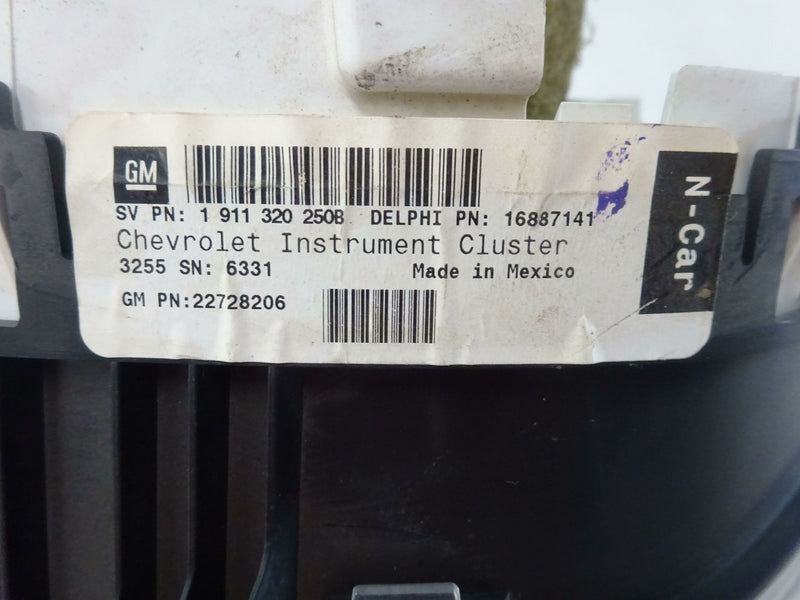 GM
SV PN: 1 911 320 250B DELPHI PN: 16887141
Chevrolet Instrument Cluster
3255 SN: 6331 Made in Mexico
GM PN:22728206
N-Car